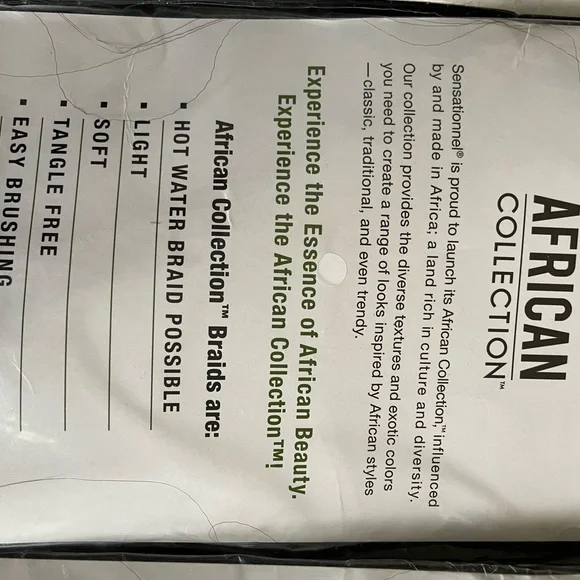 AFRICAN
COLLECTION™
Sensationnel® is proud to launch its African Collection,™ influenced
by and made in Africa; a land rich in culture and diversity.
Our collection provides the diverse textures and exotic colors
you need to create a range of looks inspired by African styles
—classic, traditional, and even trendy.
Experience the Essence of African Beauty.
Experience the African Collection™!
African Collection™ Braids are:
▪ HOT WATER BRAID POSSIBLE
▪ LIGHT
▪ SOFT
▪ TANGLE FREE
▪ EASY BRUSHING